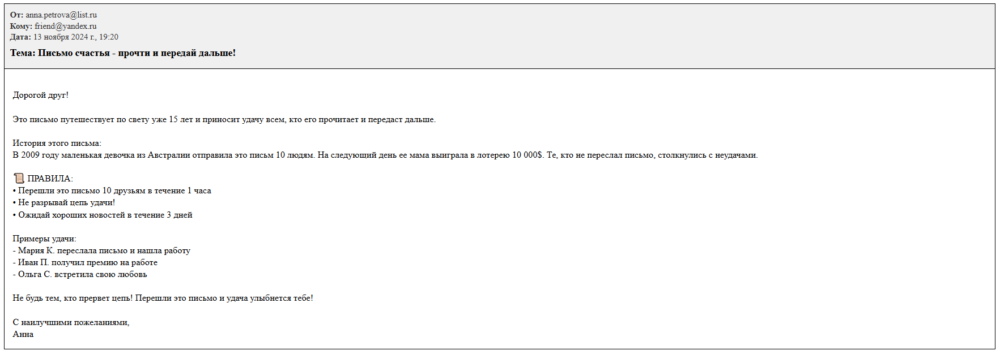 От: anna.petrova@list.ru
Кому: friend@yandex.ru
Дата: 13 ноября 2024 г., 19:20
Тема: Письмо счастья - прочти и передай дальше!
Дорогой друг!
Это письмо путешествует по свету уже 15 лет и приносит удачу всем, кто его прочитает и передаст дальше.
История этого письма:
В 2009 году маленькая девочка из Австралии отправила это письм 10 людям. На следующий день ее мама выиграла в лотерею 10 000$. Те, кто не переслал письмо, столкнулись с неудачами.
📜 ПРАВИЛА:
• Перешли это письмо 10 друзьям в течение 1 часа
• Не разрывай цепь удачи!
• Ожидай хороших новостей в течение 3 дней
Примеры удачи:
- Мария К. переслала письмо и нашла работу
- Иван П. получил премию на работе
- Ольга С. встретила свою любовь
Не будь тем, кто прервет цепь! Перешли это письмо и удача улыбнется тебе!
С наилучшими пожеланиями,
Анна